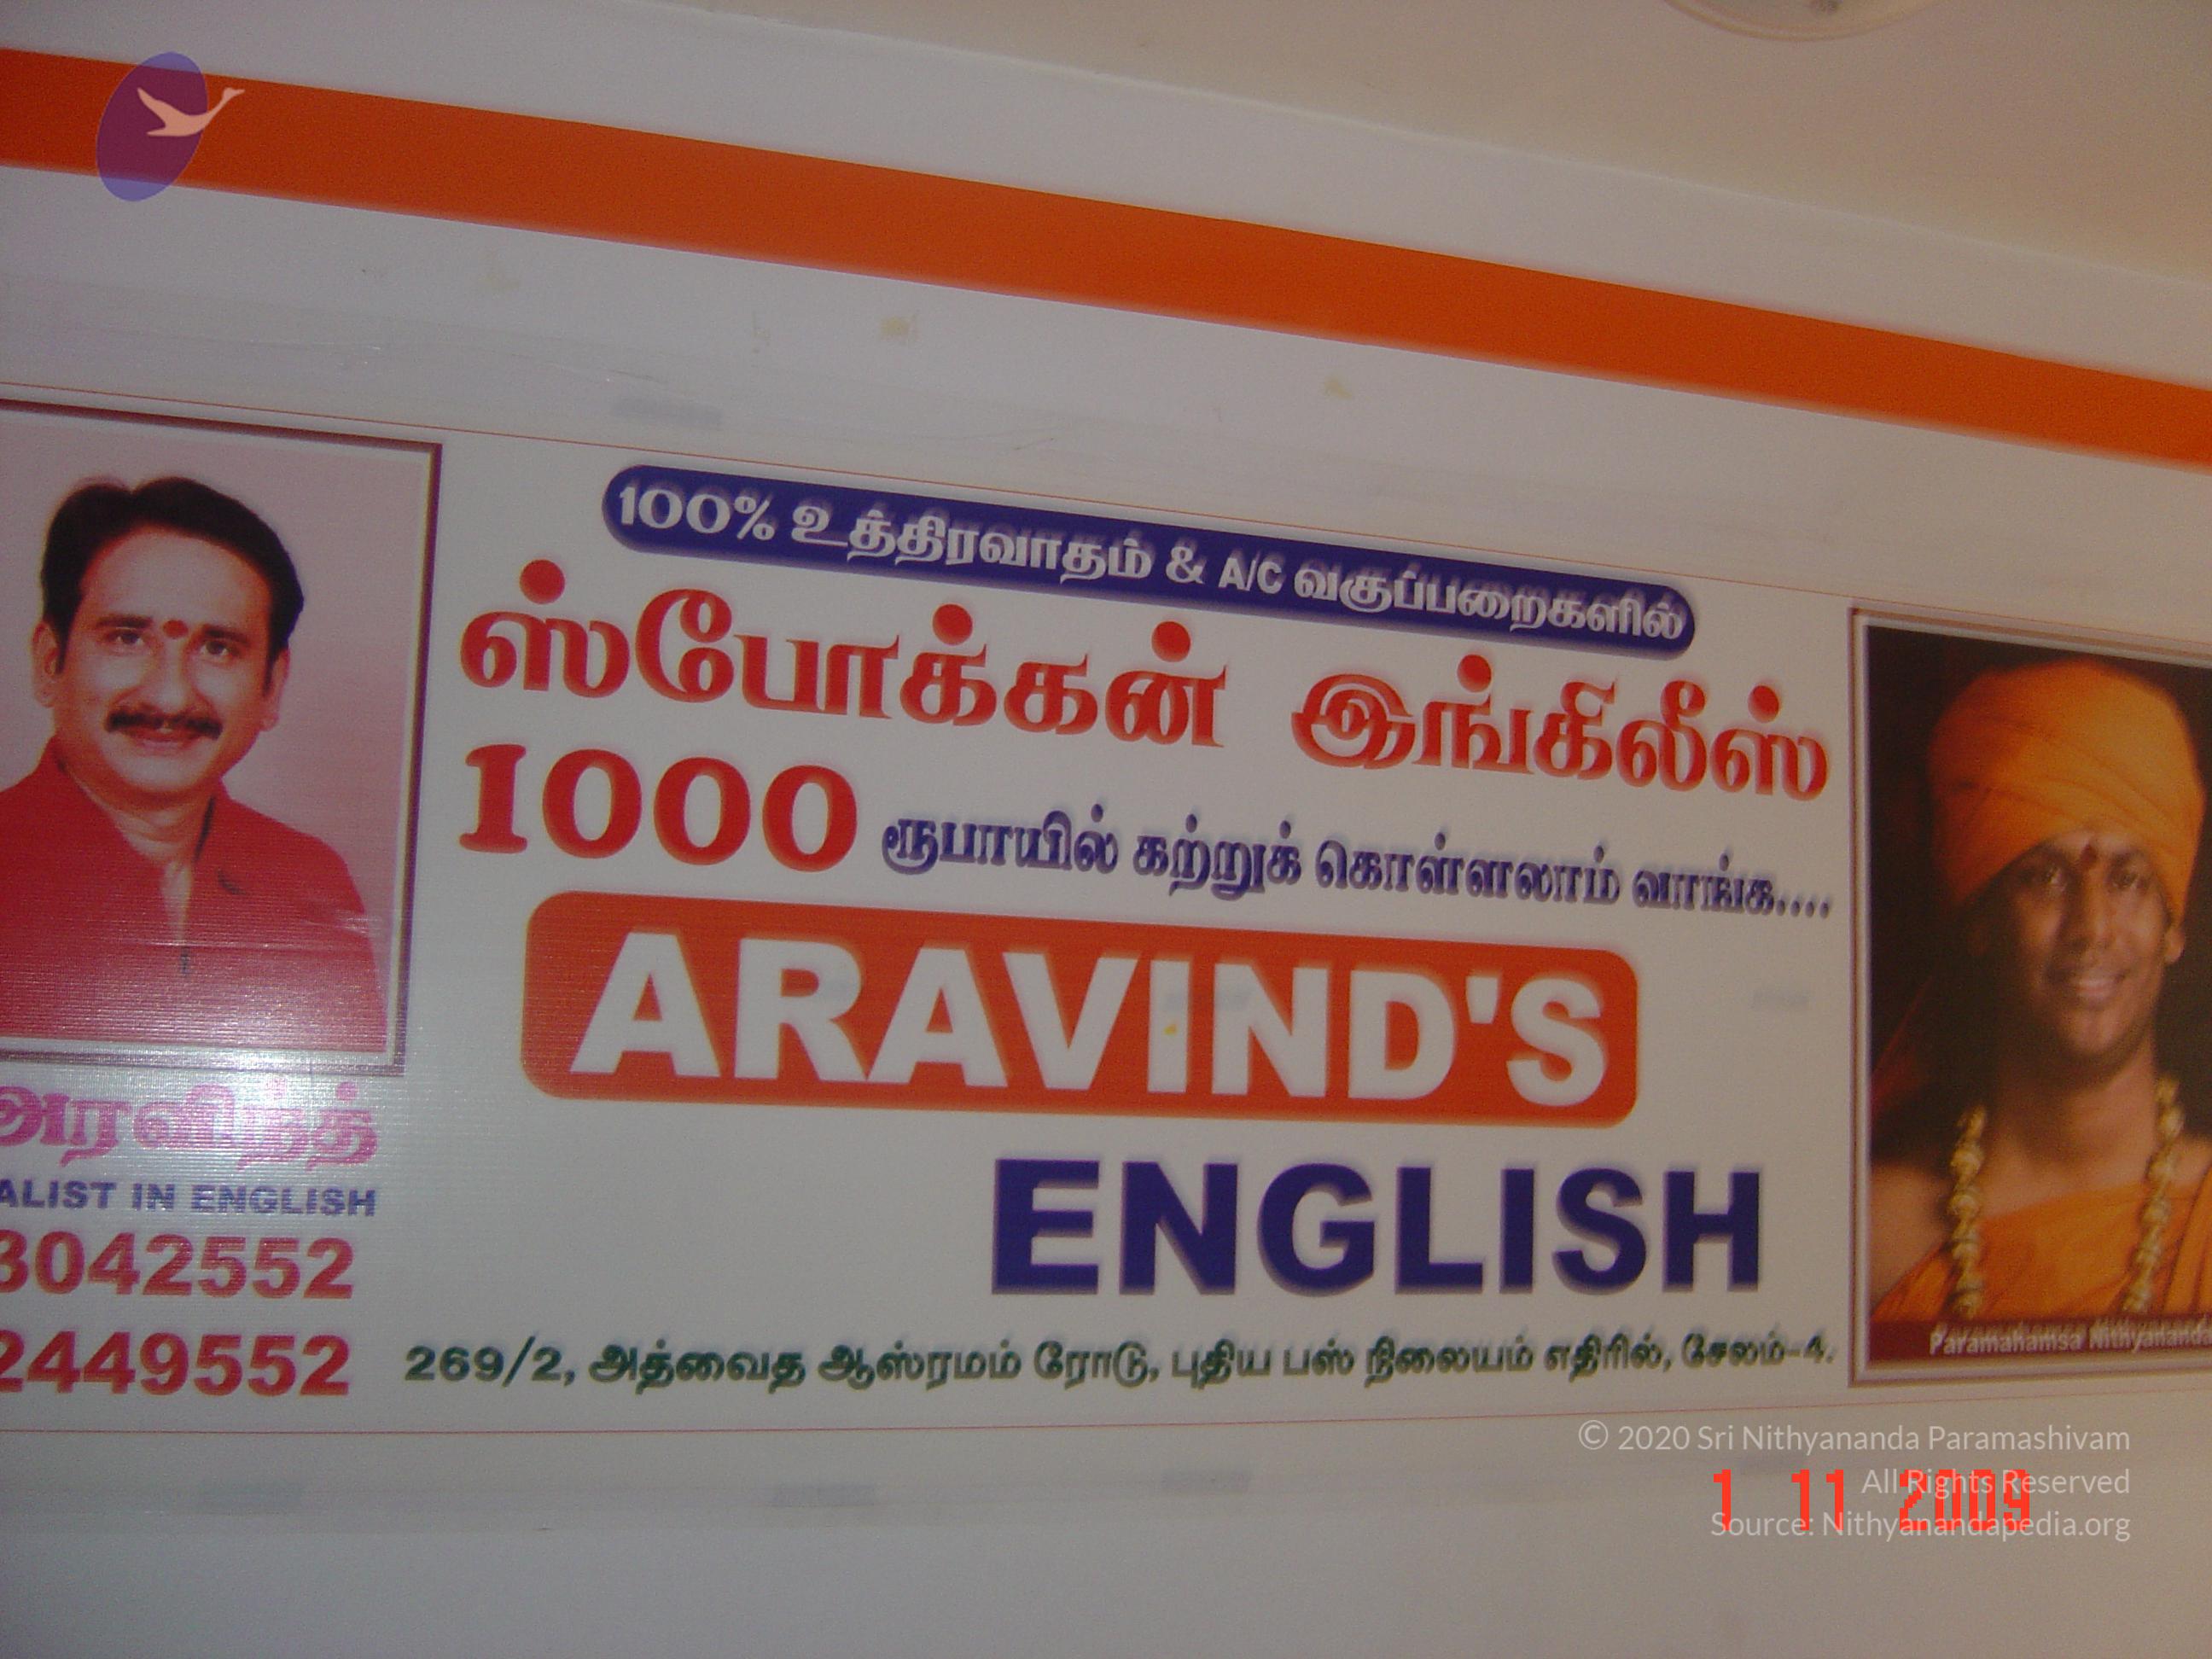 100% உத்திரவாதம் & A/C வகுப்பறைகளில்
ஸ்போக்கன் இங்கிலீஸ்
1000 ரூபாயில் கற்றுக் கொள்ளலாம் வாங்க....
ARAVIND'S
ENGLISH
அரவிந்த்
ALIST IN ENGLISH
3042552
2449552
269/2, அத்வைத ஆஸ்ரமம் ரோடு, புதிய பஸ் நிலையம் எதிரில், சேலம்-4.
Paramahamsa Nithyananda
© 2020 Sri Nithyananda Paramashivam
All Rights Reserved
1 11 2009
Source: Nithyanandapedia.org